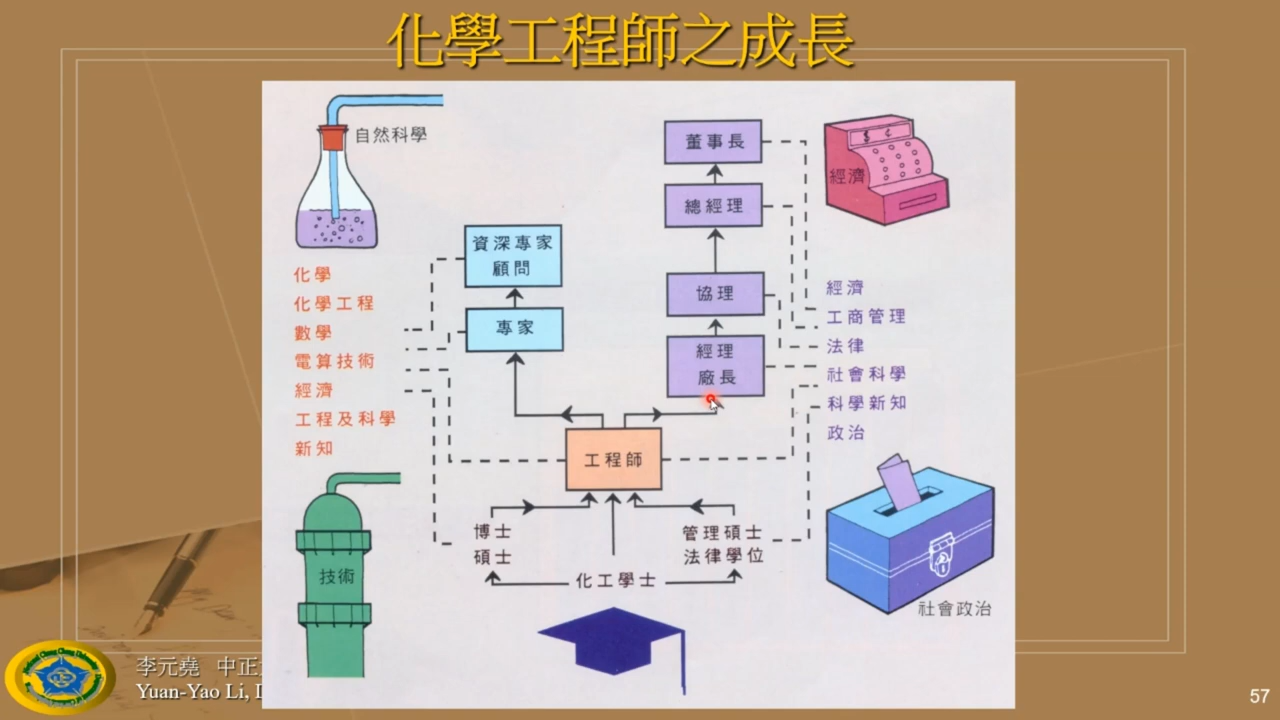 化學工程師之成長
自然科學
董事長
經濟
總經理
資深專家
顧問
化學
化學工程
數學
電算技術
經濟
工程及科學
新知
協理
經濟
工商管理
法律
社會科學
科學新知
政治
專家
經理
廠長
工程師
博士
碩士
管理碩士
法律學位
化工學士
技術
社會政治
李元堯 中正
Yuan-Yao Li,
57